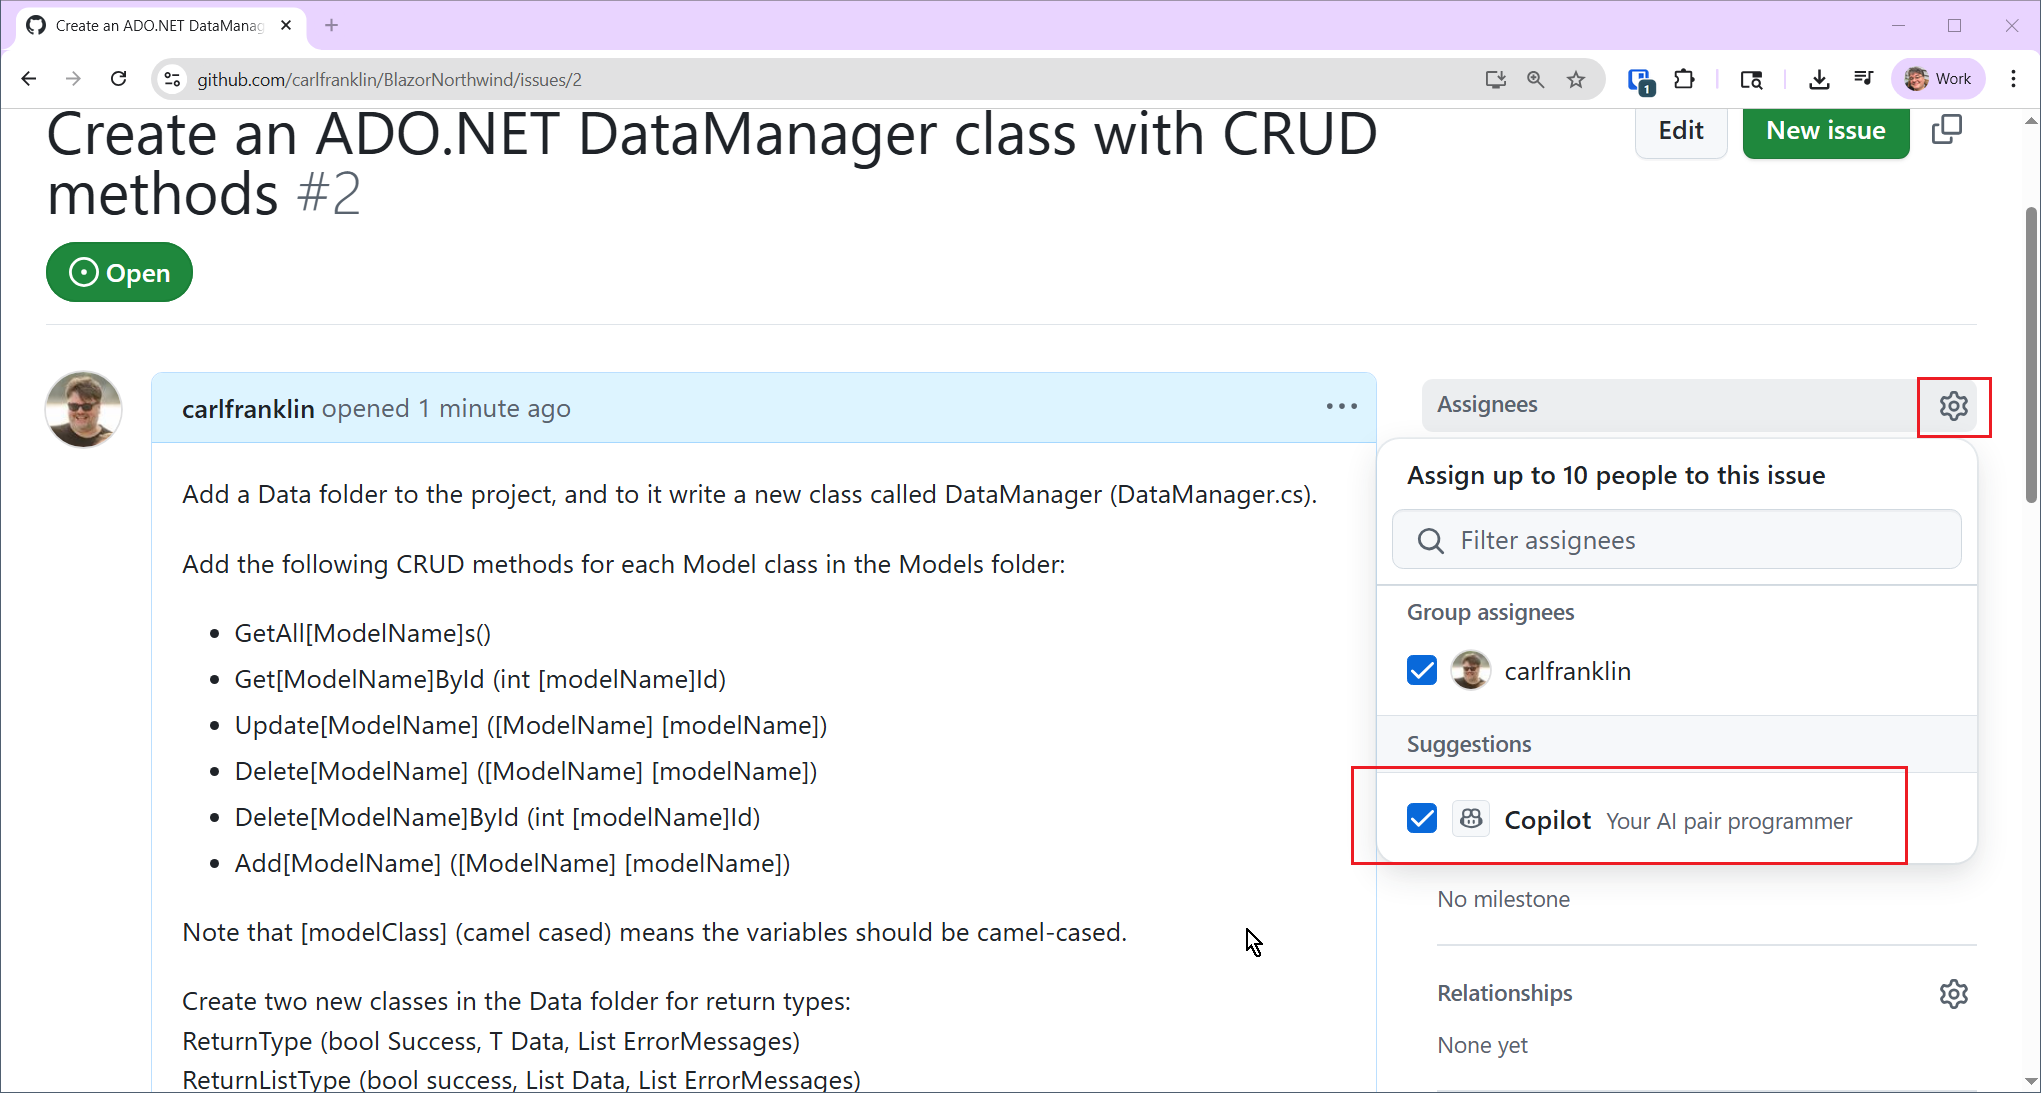 Create an ADO.NET DataManag
github.com/carlfranklin/BlazorNorthwind/issues/2
1
Work
Create an ADO.NET DataManager class with CRUD
methods #2
Edit
New issue
Open
carlfranklin opened 1 minute ago
Add a Data folder to the project, and to it write a new class called DataManager (DataManager.cs).
Add the following CRUD methods for each Model class in the Models folder:
• GetAll[ModelName]s()
• Get[ModelName]ById (int [modelName]Id)
• Update[ModelName] ([ModelName] [modelName])
• Delete[ModelName] ([ModelName] [modelName])
• Delete[ModelName]ById (int [modelName]Id)
• Add[ModelName] ([ModelName] [modelName])
Note that [modelClass] (camel cased) means the variables should be camel-cased.
Create two new classes in the Data folder for return types:
ReturnType (bool Success, T Data, List ErrorMessages)
ReturnListType (bool success, List Data, List ErrorMessages)
Assignees
Assign up to 10 people to this issue
Filter assignees
Group assignees
carlfranklin
Suggestions
Copilot Your AI pair programmer
No milestone
Relationships
None yet